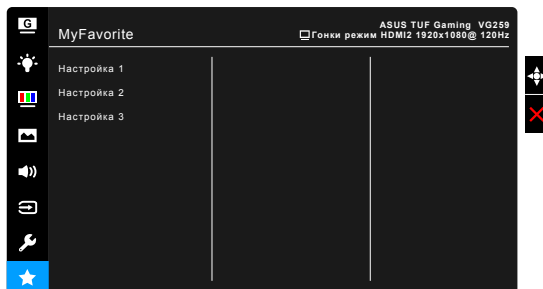 G
MyFavorite
ASUS TUF Gaming VG259
Гонки режим HDMI2 1920x1080@ 120Hz
Настройка 1
Настройка 2
Настройка 3